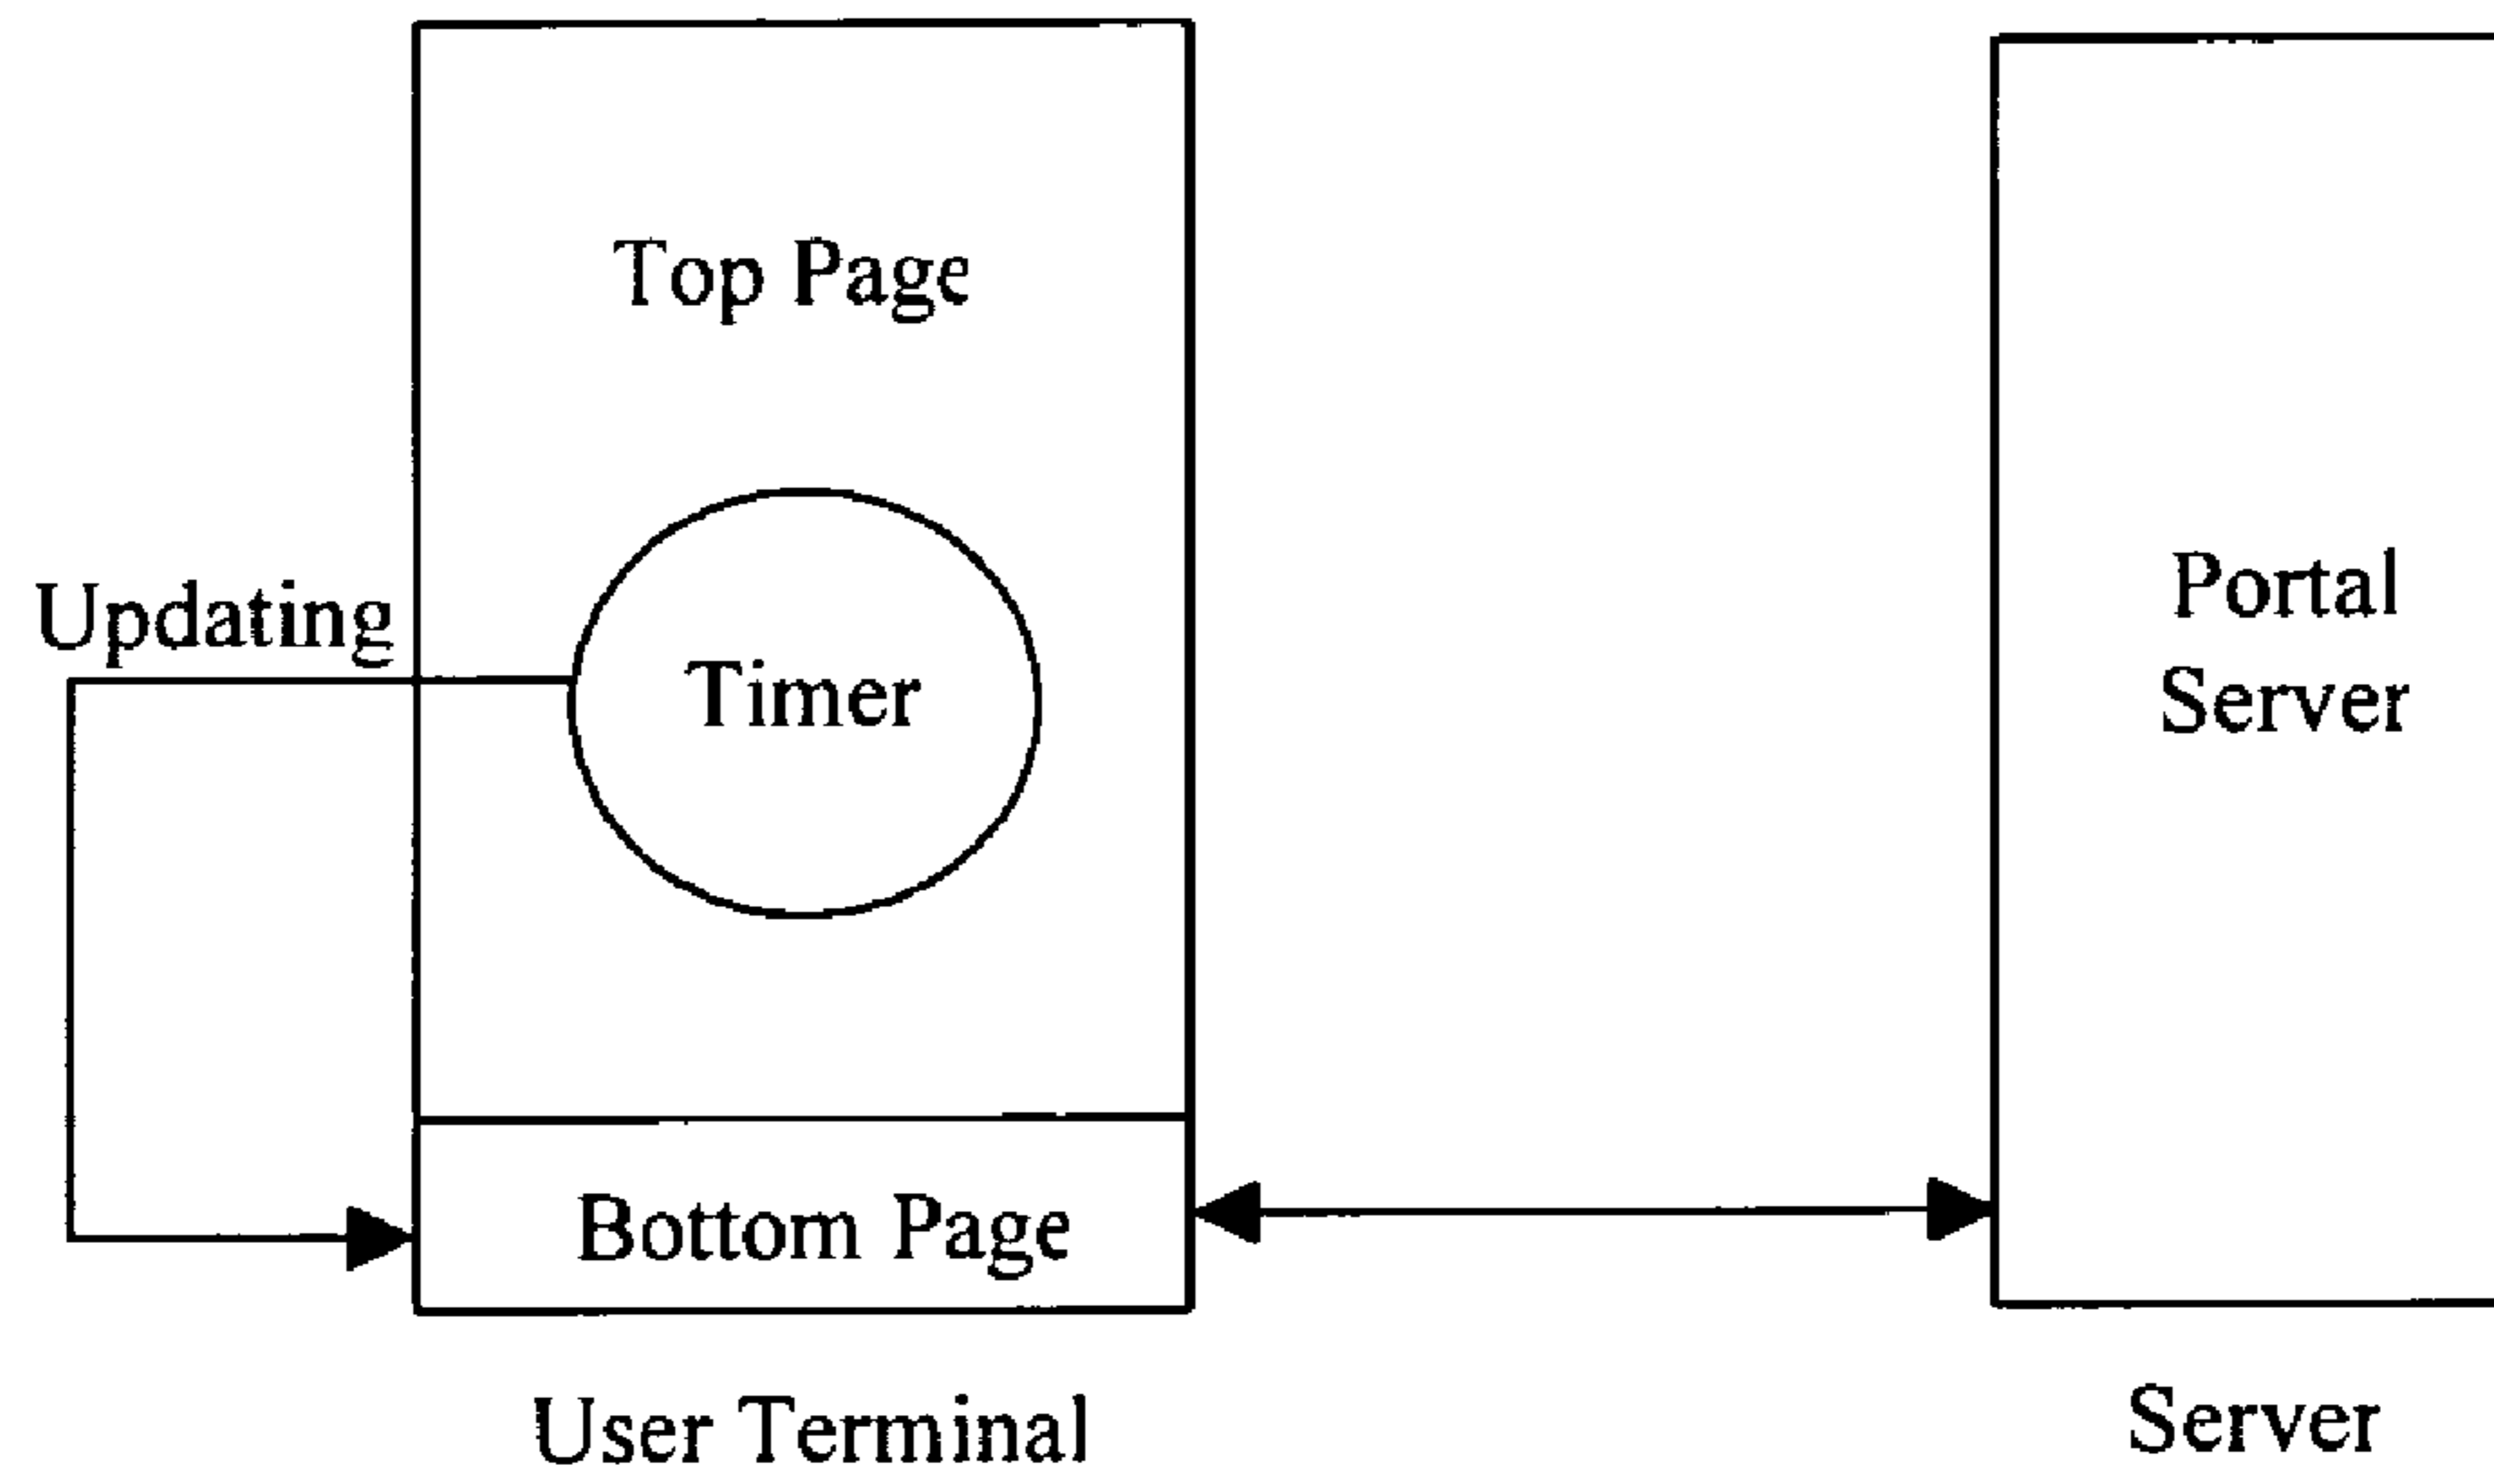 Top Page
Updating
Timer
Portal
Server
Bottom Page
User Terminal
Server